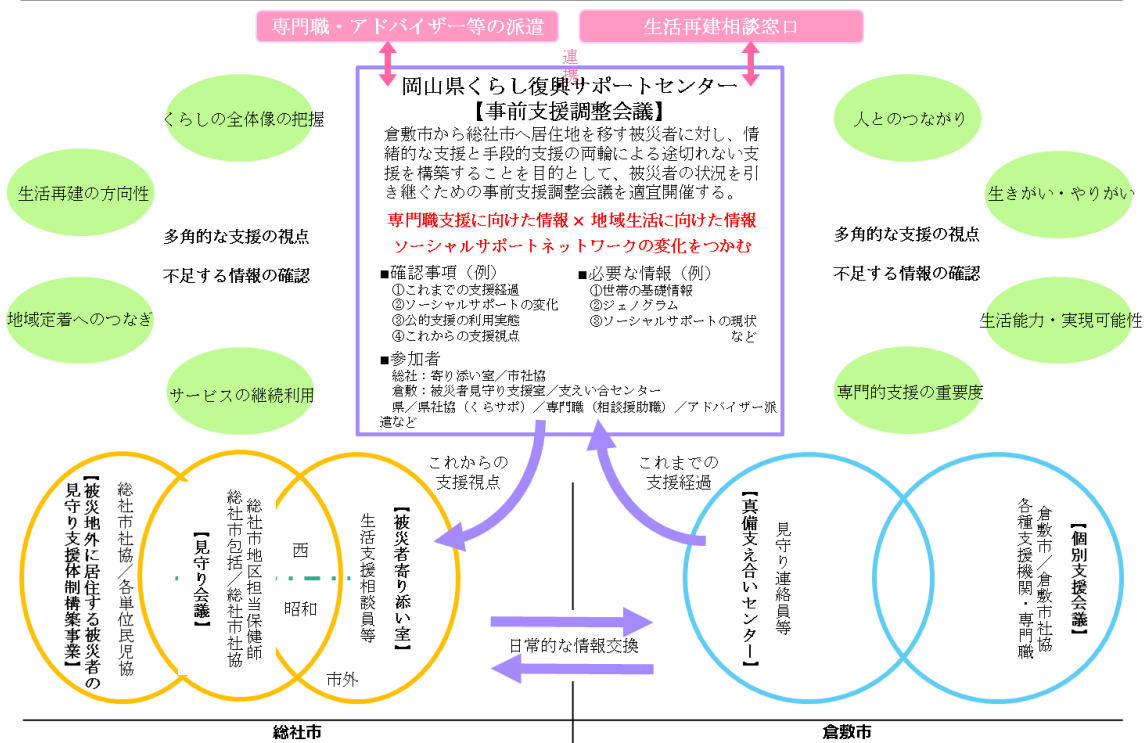 専門職・アドバイザー等の派遣
生活再建相談窓口
連携
岡山県くらし復興サポートセンター
【事前支援調整会議】
倉敷市から総社市へ居住地を移す被災者に対し、情
緒的な支援と手段的支援の両輪による途切れない支
援を構築することを目的として、被災者の状況を引
き継ぐための事前支援調整会議を適宜開催する。
専門職支援に向けた情報 × 地域生活に向けた情報
ソーシャルサポートネットワークの変化をつかむ
■確認事項（例）
①これまでの支援経過
②ソーシャルサポートの変化
③公的支援の利用実態
④これからの支援視点
■必要な情報（例）
①世帯の基礎情報
②ジェノグラム
③ソーシャルサポートの現状
など
■参加者
総社：寄り添い室／市社協
倉敷：被災者見守り支援室／支えい合センター
県／県社協（くらサポ）／専門職（相談援助職）／アドバイザー派
遣など
くらしの全体像の把握
生活再建の方向性
多角的な支援の視点
不足する情報の確認
地域定着へのつなぎ
サービスの継続利用
人とのつながり
生きがい・やりがい
多角的な支援の視点
不足する情報の確認
生活能力・実現可能性
専門的支援の重要度
これからの
支援視点
これまでの
支援経過
【被災地外に居住する被災者の
見守り支援体制構築事業】
総社市社協／各単位民児協
【見守り会議】
総社市地区担当保健師
総社市包括／総社市社協
西
昭和
市外
【被災者寄り添い室】
生活支援相談員等
日常的な情報交換
【真備支え合いセンター】
見守り連絡員等
【個別支援会議】
倉敷市／倉敷市社協
各種支援機関・専門職
総社市
倉敷市